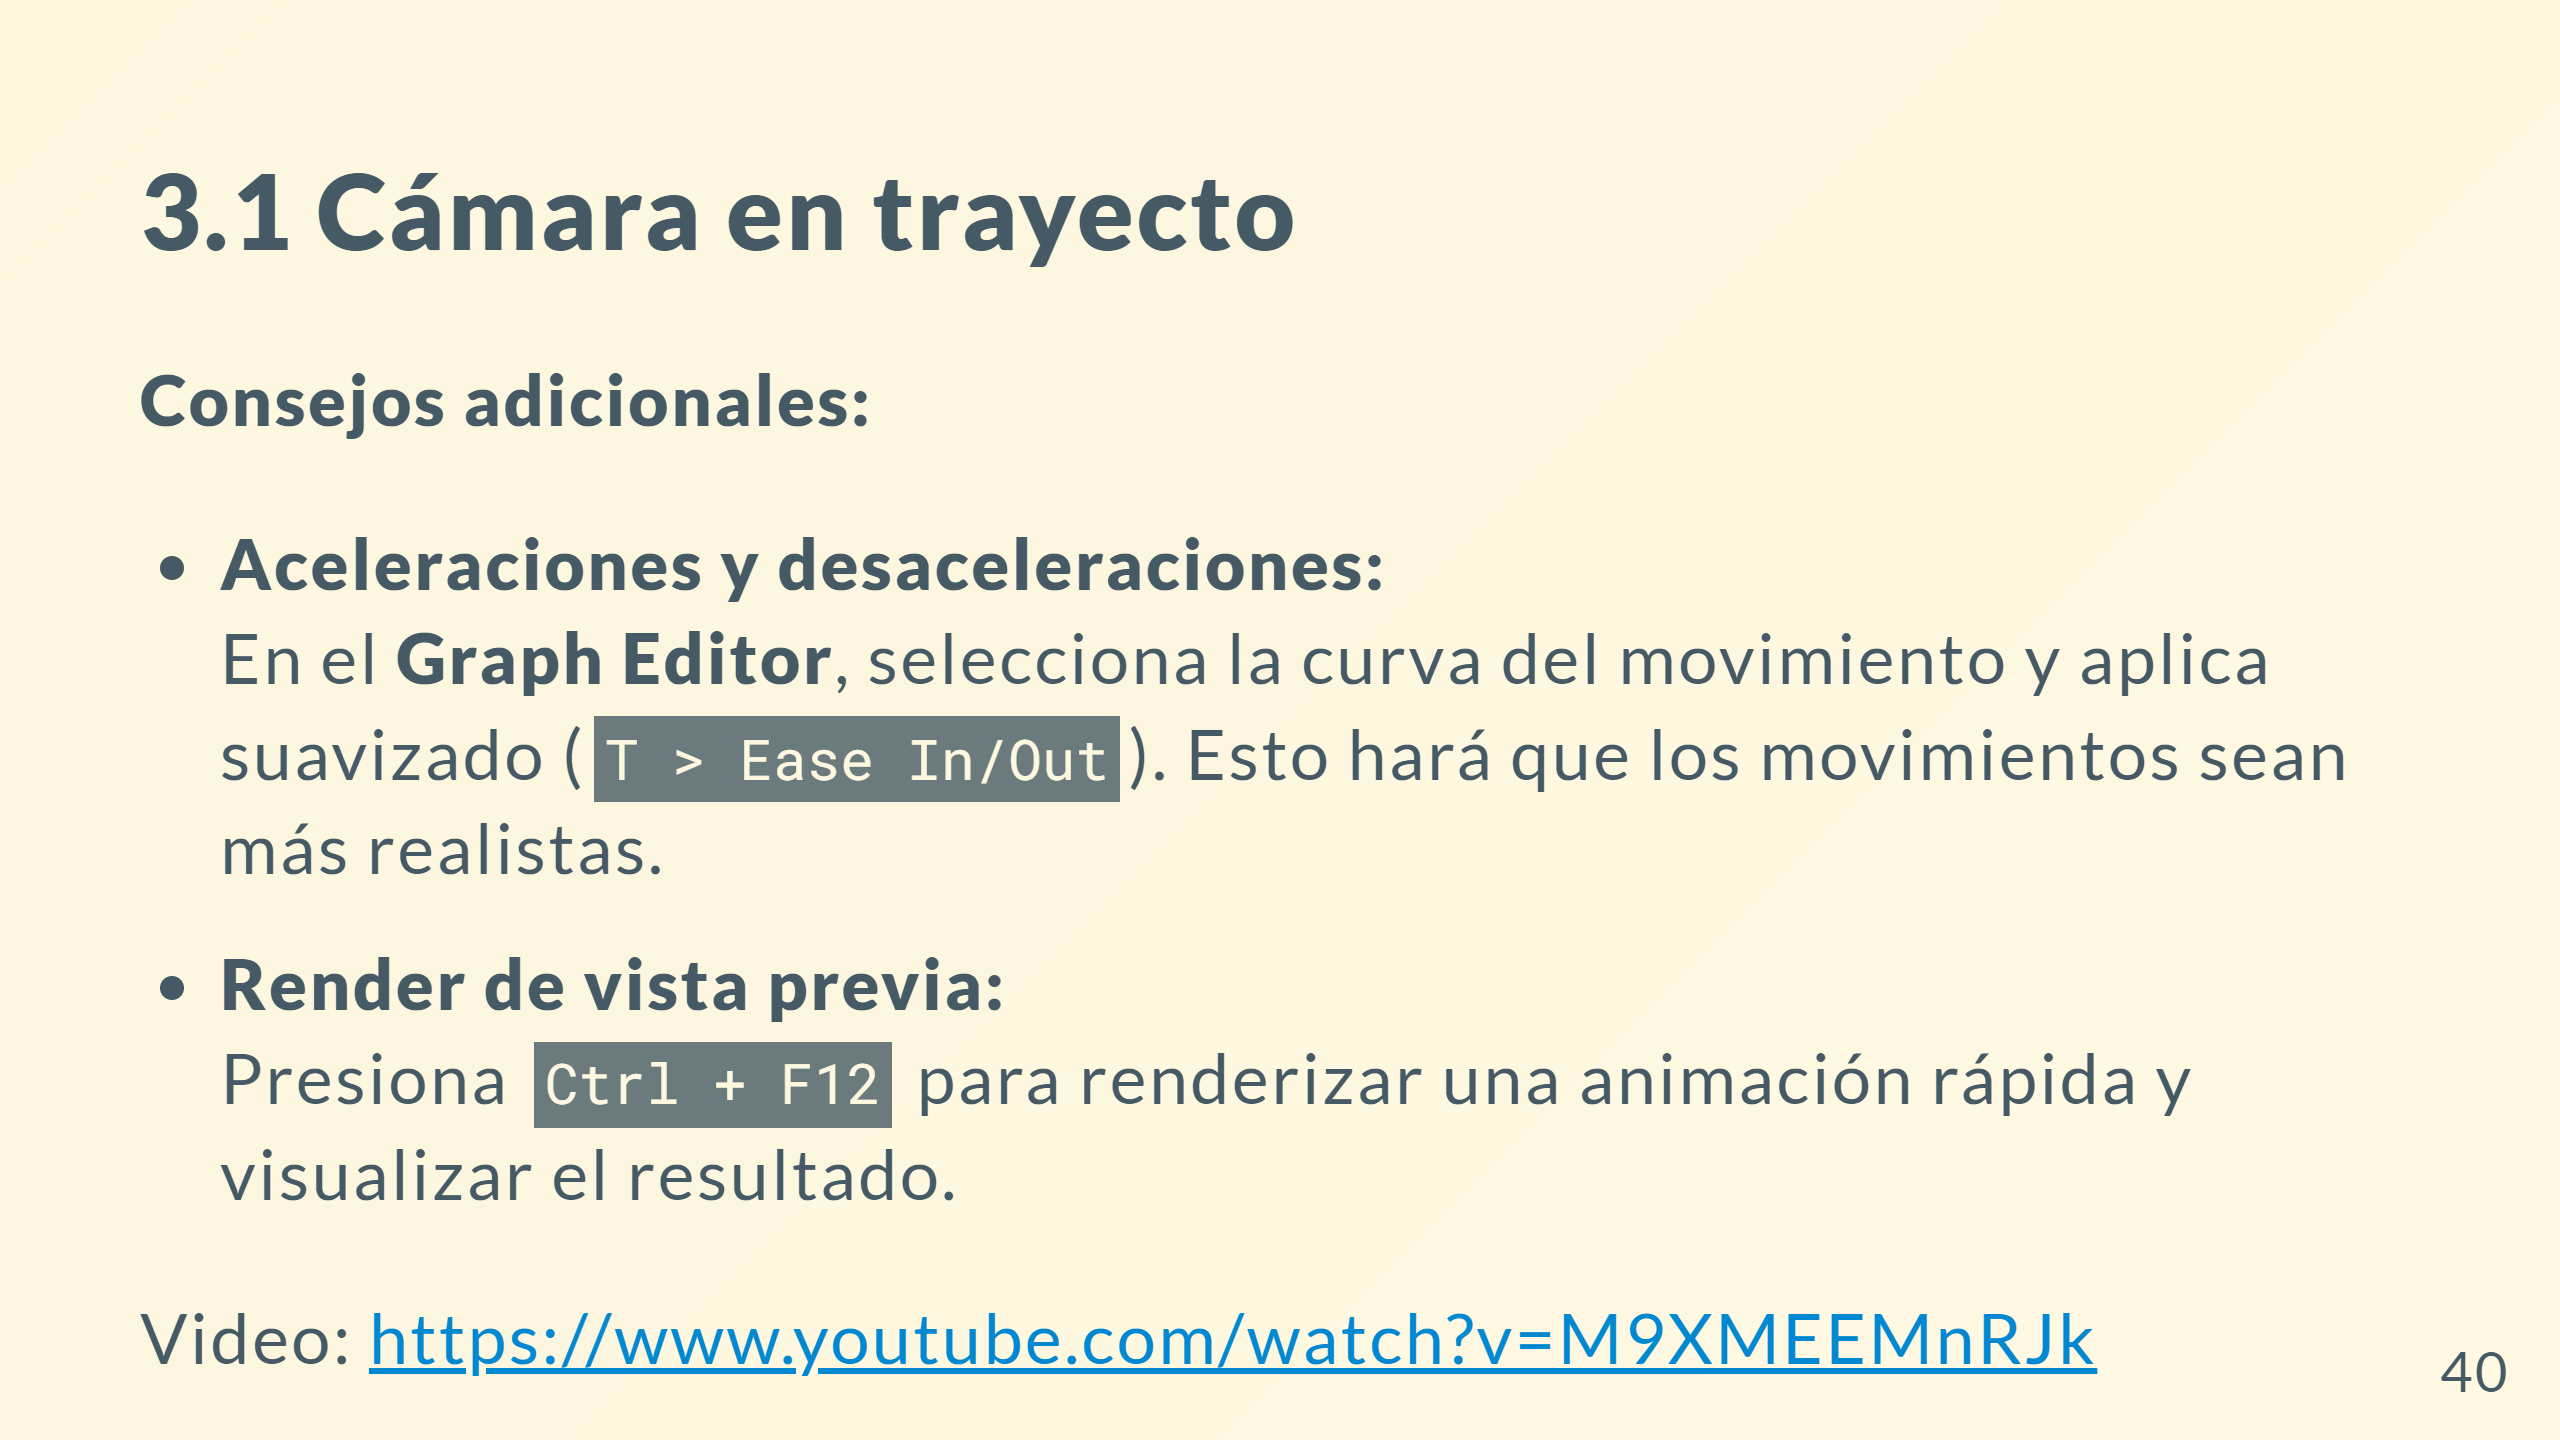 3.1 Cámara en trayecto
Consejos adicionales:
• Aceleraciones y desaceleraciones:
En el Graph Editor, selecciona la curva del movimiento y aplica
suavizado ( T > Ease In/Out ). Esto hará que los movimientos sean
más realistas.
• Render de vista previa:
Presiona Ctrl + F12 para renderizar una animación rápida y
visualizar el resultado.
Video: https://www.youtube.com/watch?v=M9XMEEMnRJk
40